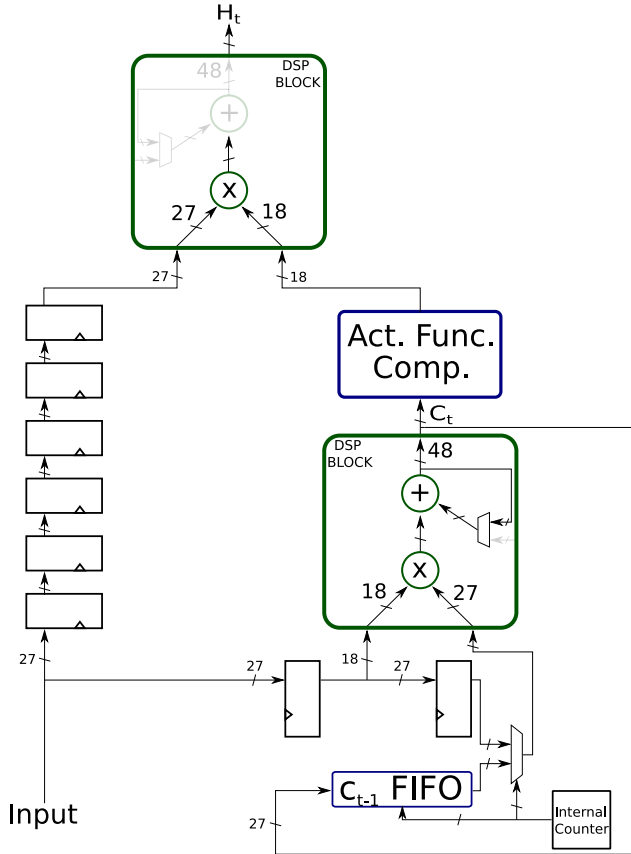 Hₜ
DSP
BLOCK
48
+
x
27
18
27
18
Act. Func.
Comp.
Cₜ
DSP
BLOCK
48
+
x
18
27
27
18
27
27
Input
cₜ₋₁ FIFO
27
Internal
Counter